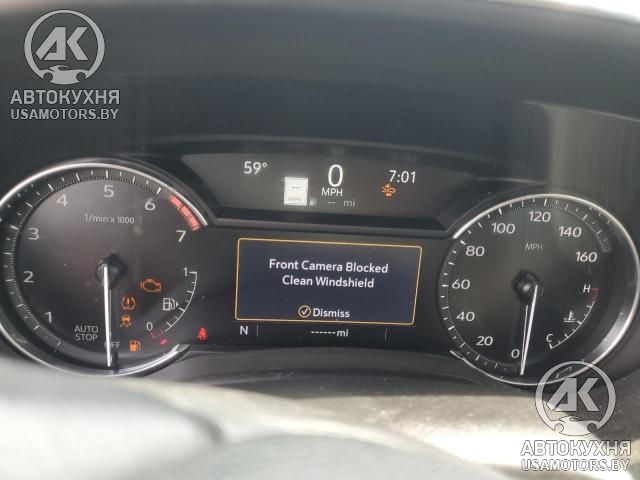 AK
АВТОКУХНЯ
USAMOTORS.BY
59° 0 7:01
MPH
-- mi
5 6 7
4 3 2 1
1/min x 1000
1 0
AUTO
STOP
OFF
Front Camera Blocked
Clean Windshield
Dismiss
N ------mi
0 20 40 60 80 100 120 140 160
MPH
H
C
AK
АВТОКУХНЯ
USAMOTORS.BY